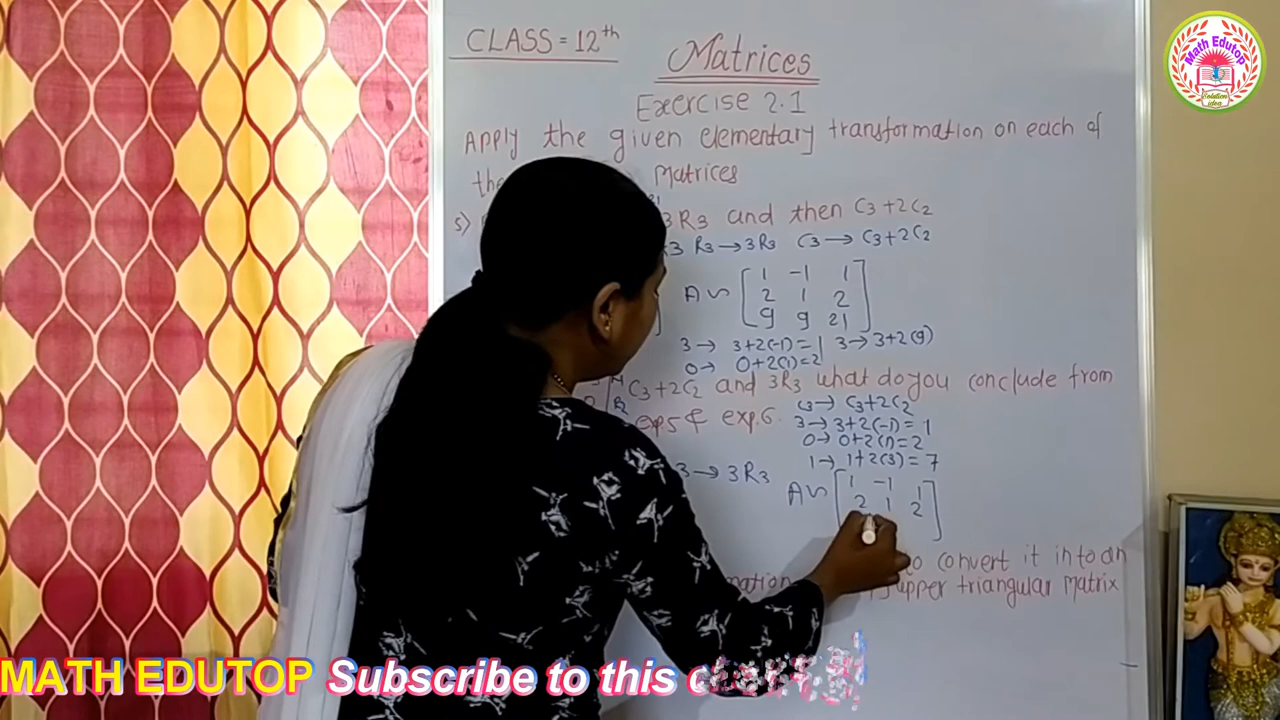 CLASS = 12th
Matrices
Exercise 2.1
Apply the given elementary transformation on each of
the Matrices
5) 3R3 and then C3+2C2
R3→3R3 C3→ C3+2C2
A ~ [1 -1 1
2 1 2
9 9 21]
3→ 3+2(-1)=1 3→3+2(9)
0→ 0+2(1)=2
C3+2C2 and 3R3 what do you conclude from
exp5 & exp.6.
C3→ C3+2C2
3→3+2(-1)=1
0→ 0+2(1)=2
1→ 1+2(3)=7
3→3R3
A ~ [1 -1 1
2 1 2]
to convert it into an
upper triangular Matrix
MATH EDUTOP Subscribe to this
Math Edutop
Solution
idea